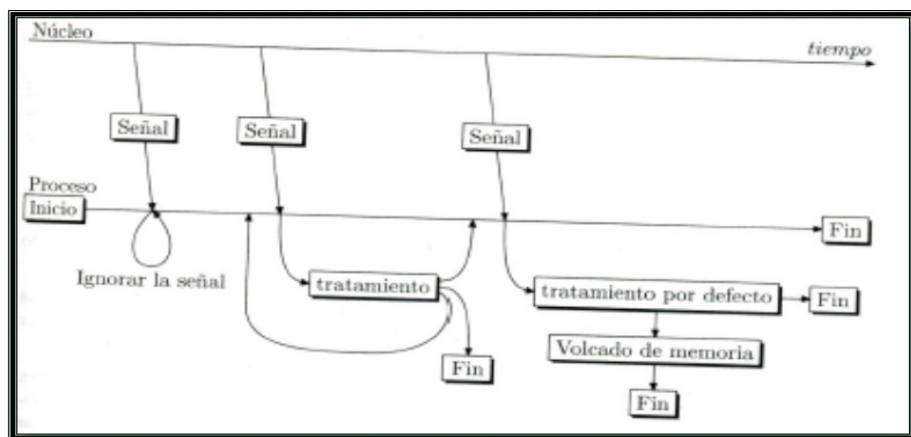 Núcleo
tiempo
Señal
Señal
Señal
Proceso
Inicio
Fin
Ignorar la señal
tratamiento
tratamiento por defecto
Fin
Volcado de memoria
Fin
Fin